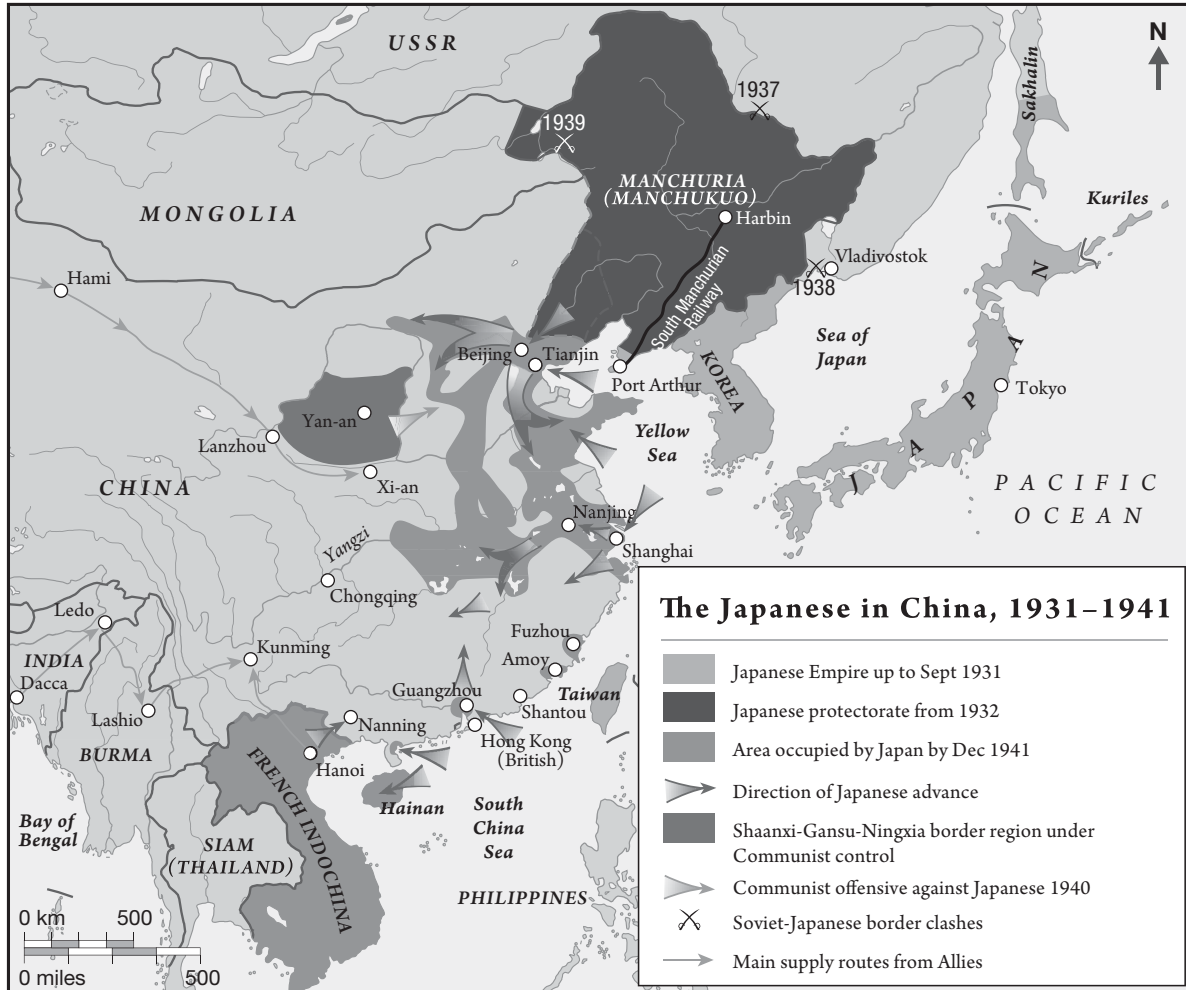 USSR
N
Sakhalin
1937
1939
MANCHURIA
(MANCHUKUO)
MONGOLIA
Harbin
Kuriles
Hami
Vladivostok
1938
South Manchurian
Railway
Sea of
Japan
Beijing
Tianjin
Port Arthur
KOREA
JAPAN
Tokyo
Yan-an
Lanzhou
Yellow
Sea
Xi-an
CHINA
PACIFIC
OCEAN
Nanjing
Shanghai
Yangzi
Chongqing
Ledo
INDIA
Dacca
Kunming
Fuzhou
Amoy
Taiwan
Lashio
Guangzhou
Shantou
Nanning
Hong Kong
(British)
BURMA
Hanoi
FRENCH INDOCHINA
Hainan
South
China
Sea
Bay of
Bengal
SIAM
(THAILAND)
PHILIPPINES
0 km 500
0 miles 500
The Japanese in China, 1931–1941
Japanese Empire up to Sept 1931
Japanese protectorate from 1932
Area occupied by Japan by Dec 1941
Direction of Japanese advance
Shaanxi-Gansu-Ningxia border region under
Communist control
Communist offensive against Japanese 1940
Soviet-Japanese border clashes
Main supply routes from Allies